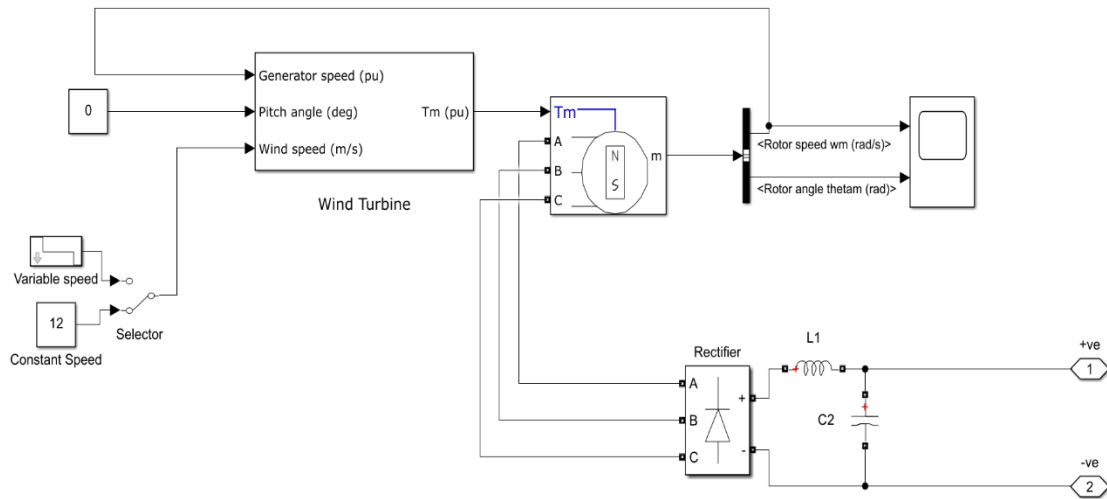 Generator speed (pu)
0
Pitch angle (deg)
Tm (pu)
Wind speed (m/s)
Wind Turbine
Tm
A
B
C
N
S
m
<Rotor speed wm (rad/s)>
<Rotor angle thetam (rad)>
Variable speed
12
Constant Speed
Selector
Rectifier
A
B
C
+
-
L1
+
C2
+
+ve
1
-ve
2